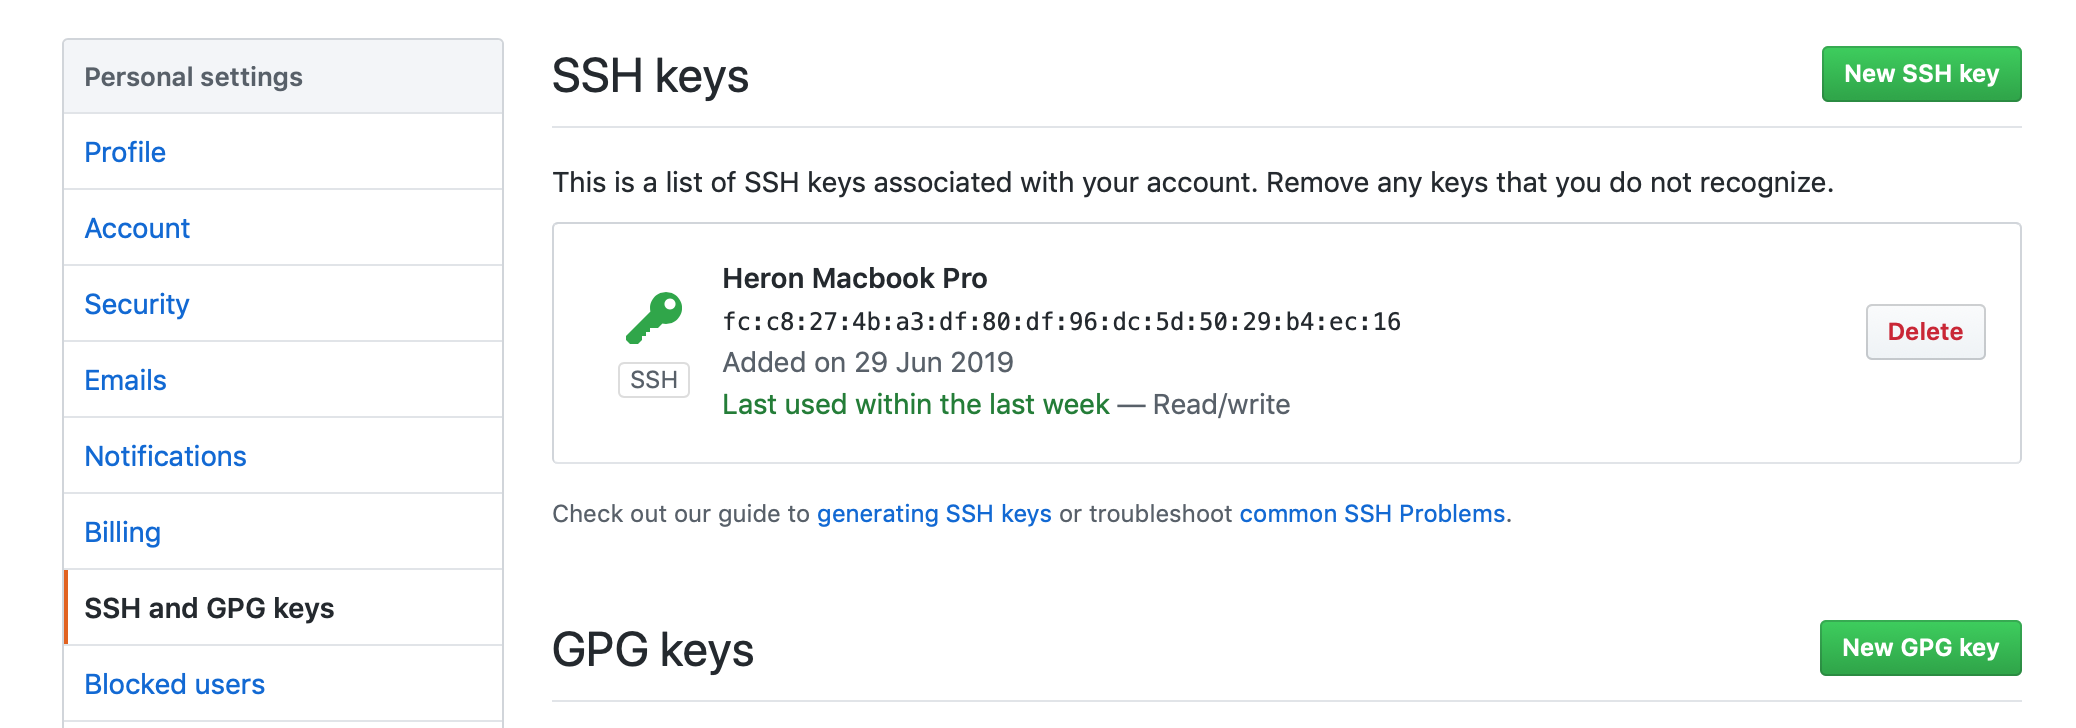 Personal settings
Profile
Account
Security
Emails
Notifications
Billing
SSH and GPG keys
Blocked users
SSH keys
New SSH key
This is a list of SSH keys associated with your account. Remove any keys that you do not recognize.
Heron Macbook Pro
fc:c8:27:4b:a3:df:80:df:96:dc:5d:50:29:b4:ec:16
Added on 29 Jun 2019
Last used within the last week — Read/write
SSH
Delete
Check out our guide to generating SSH keys or troubleshoot common SSH Problems.
GPG keys
New GPG key